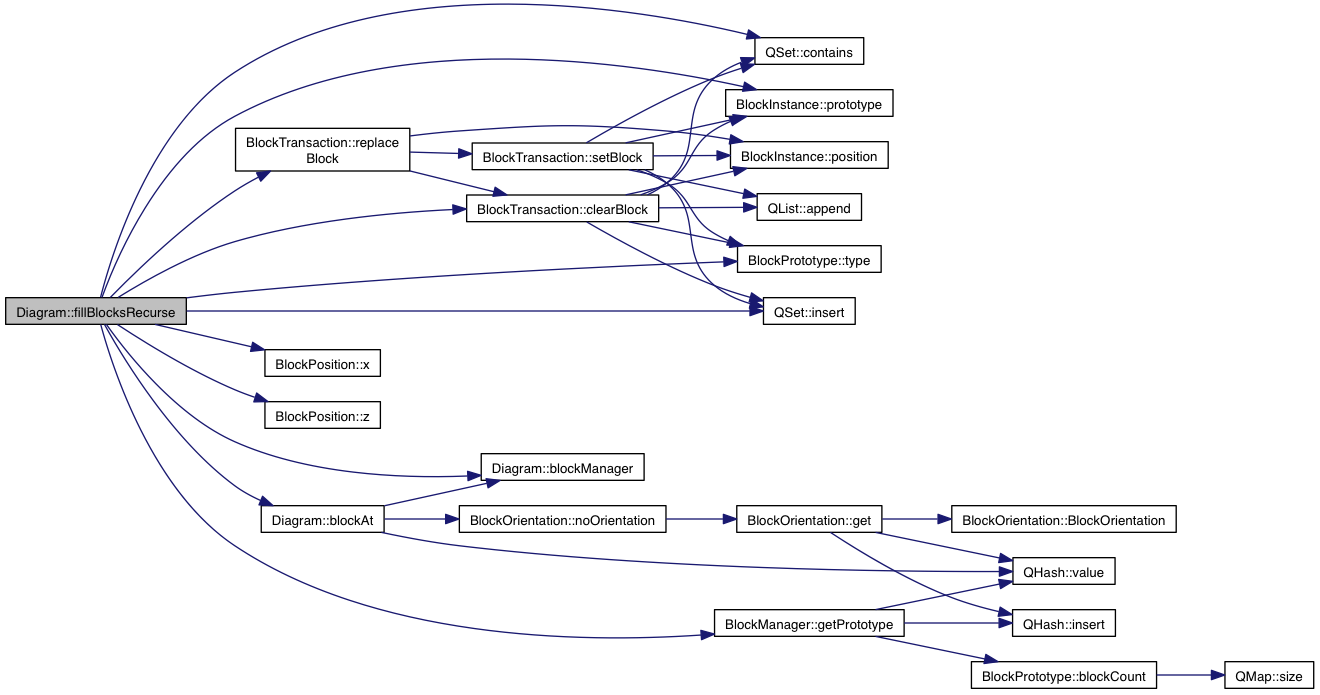 QSet::contains
BlockInstance::prototype
BlockTransaction::replace
Block
BlockTransaction::setBlock
BlockInstance::position
BlockTransaction::clearBlock
QList::append
BlockPrototype::type
Diagram::fillBlocksRecurse
QSet::insert
BlockPosition::x
BlockPosition::z
Diagram::blockManager
Diagram::blockAt
BlockOrientation::noOrientation
BlockOrientation::get
BlockOrientation::BlockOrientation
QHash::value
BlockManager::getPrototype
QHash::insert
BlockPrototype::blockCount
QMap::size